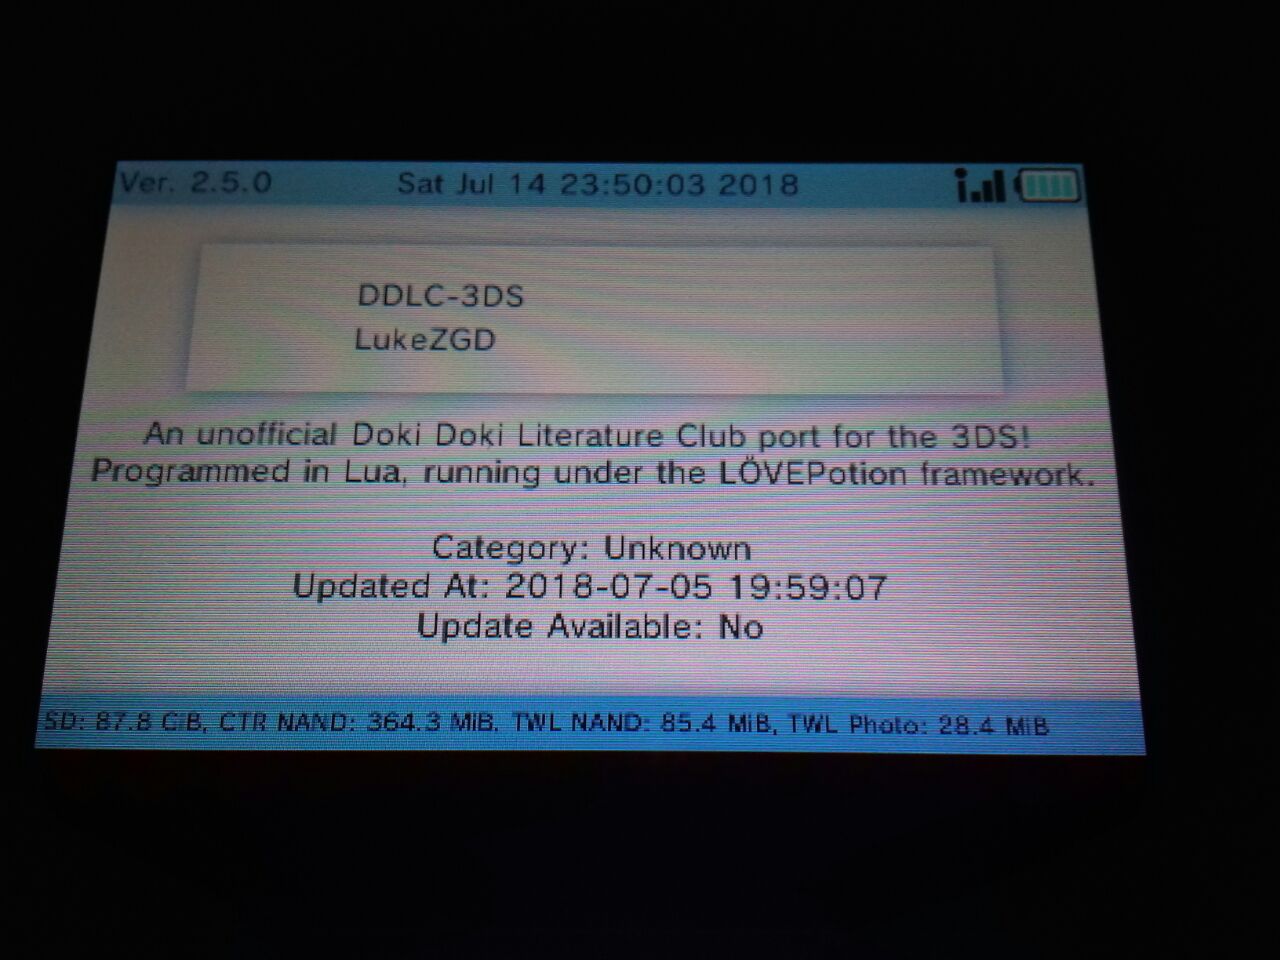 Ver. 2.5.0 Sat Jul 14 23:50:03 2018
DDLC-3DS
LukeZGD
An unofficial Doki Doki Literature Club port for the 3DS!
Programmed in Lua, running under the LÖVEPotion framework.
Category: Unknown
Updated At: 2018-07-05 19:59:07
Update Available: No
SD: 87.8 GiB, CTR NAND: 364.3 MiB, TWL NAND: 85.4 MiB, TWL Photo: 28.4 MiB